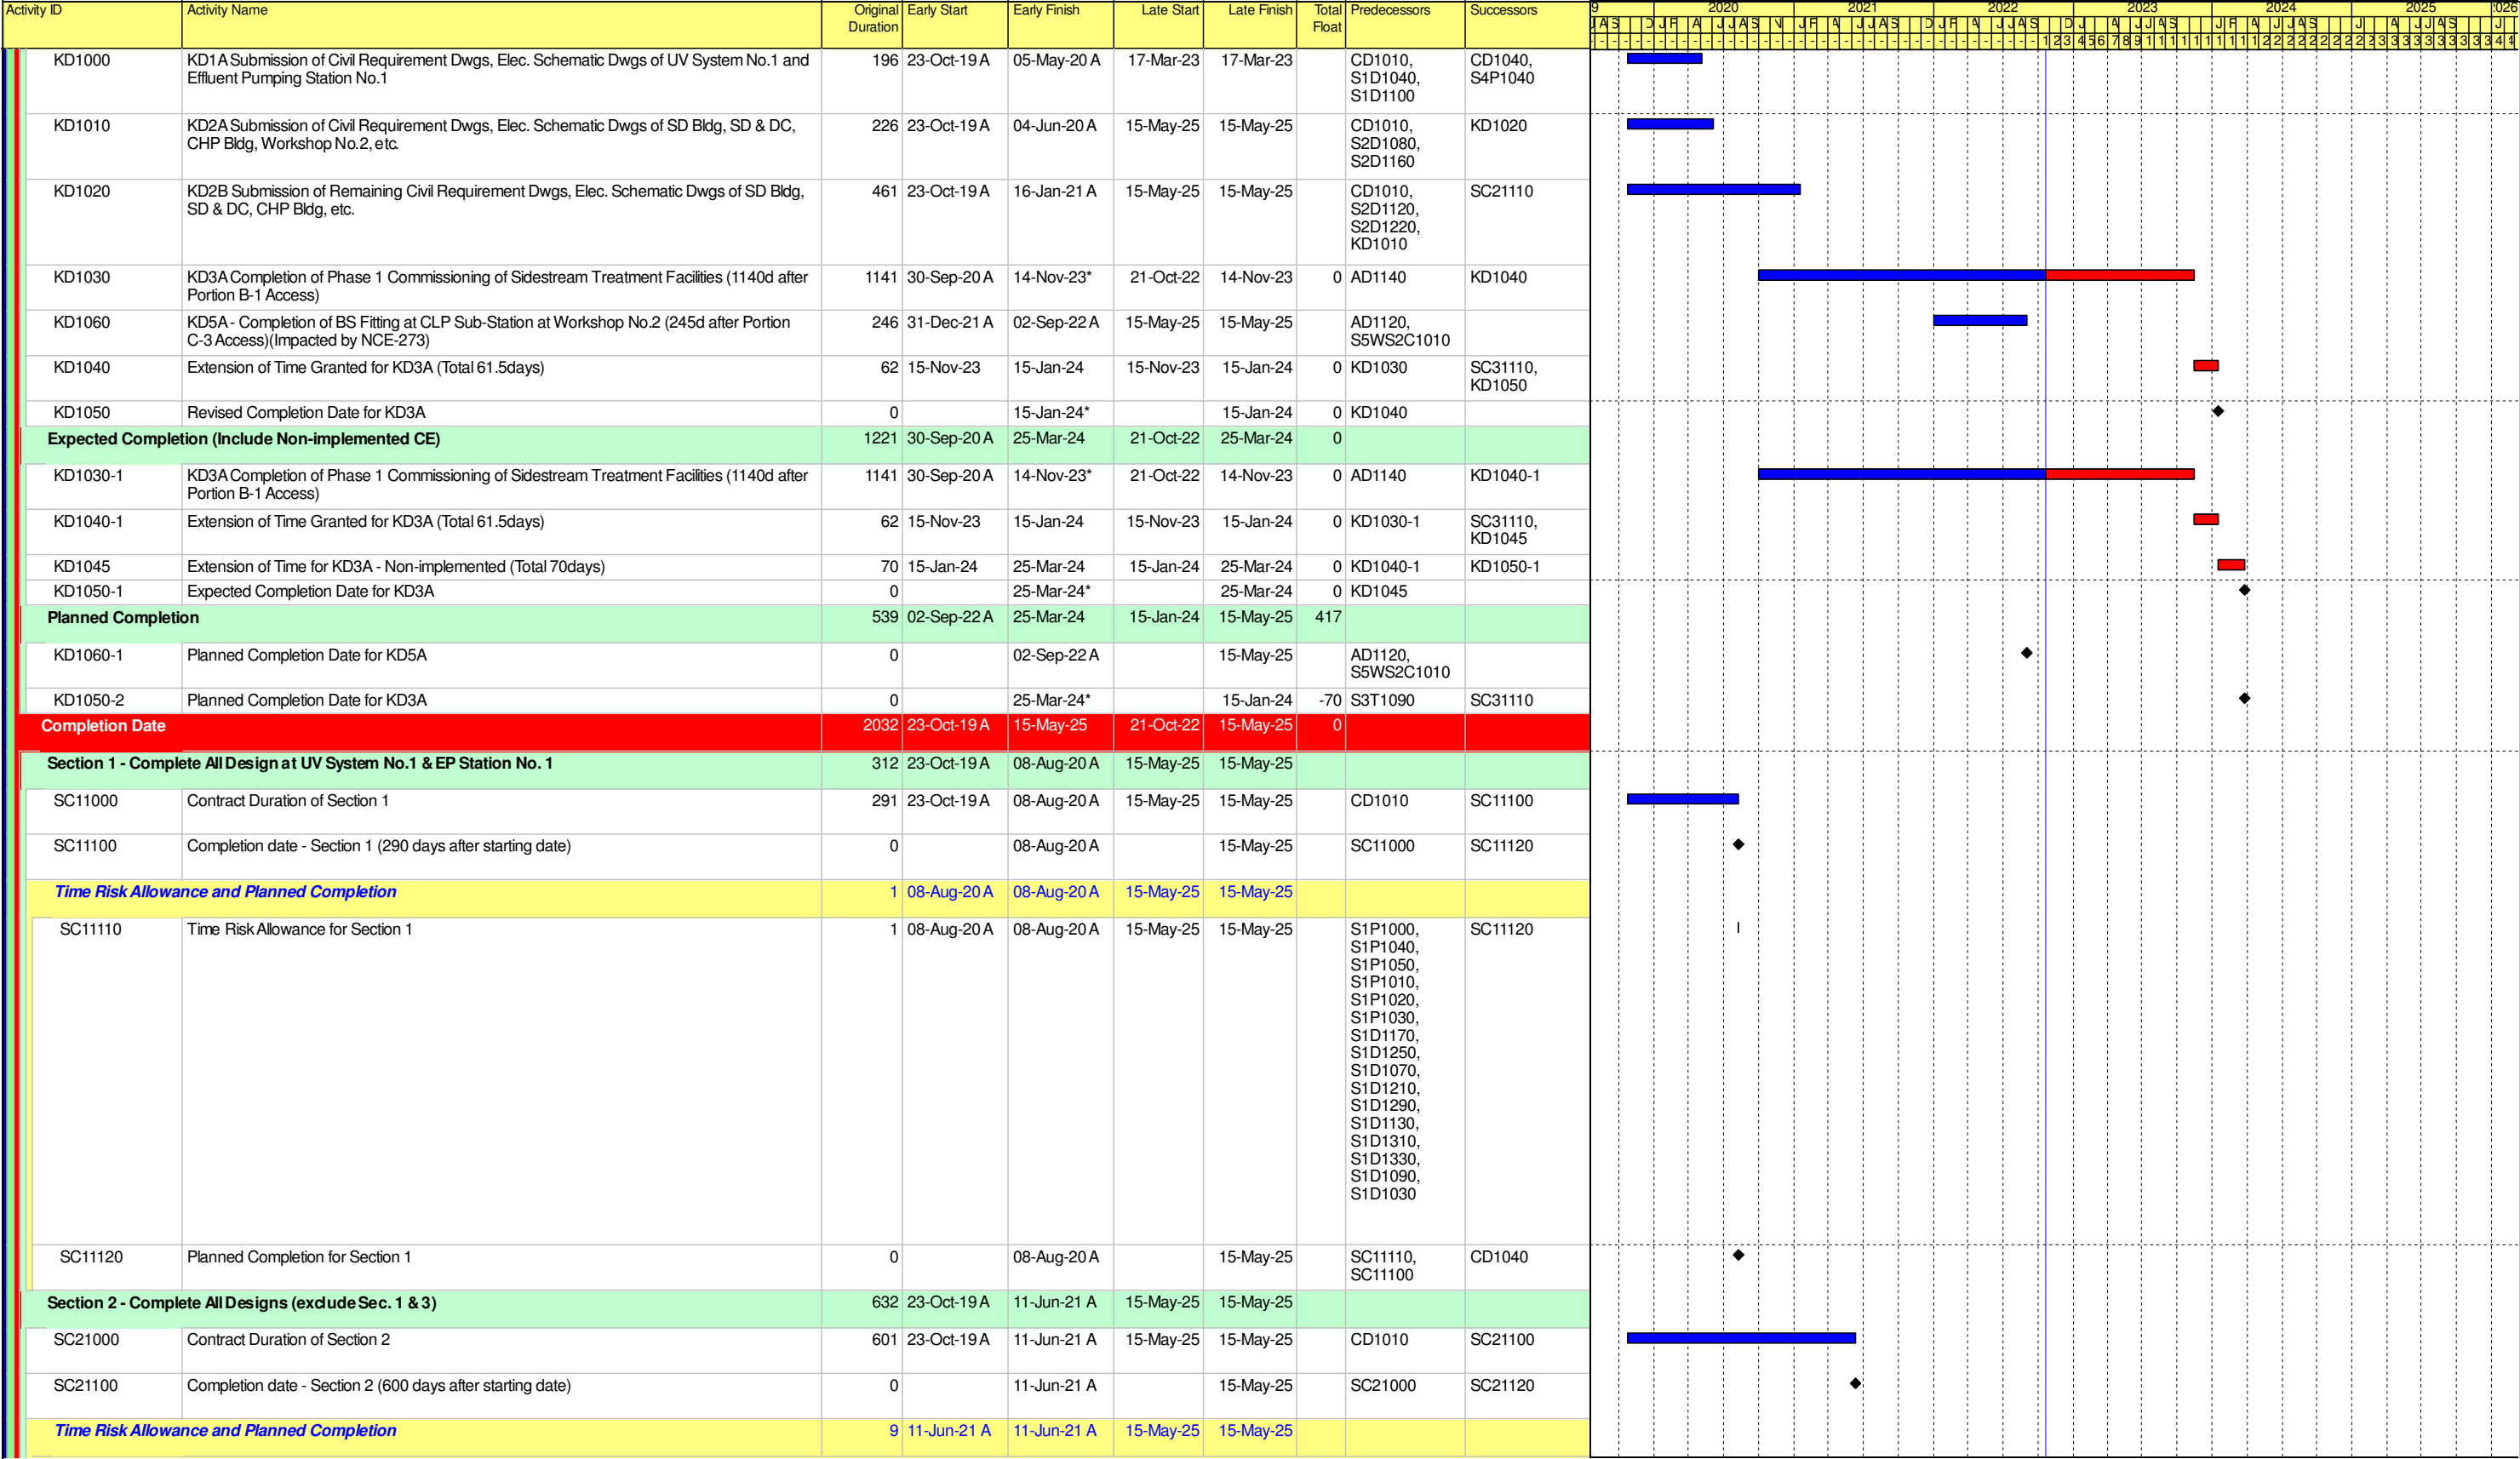 Activity ID Activity Name Original Early Start Early Finish Late Start Late Finish Total Predecessors Successors
Duration Float
9 2020 2021 2022 2023 2024 2025 2026
KD1000 KD1A Submission of Civil Requirement Dwgs, Elec. Schematic Dwgs of UV System No.1 and 196 23-Oct-19 A 05-May-20 A 17-Mar-23 17-Mar-23 CD1010, CD1040,
Effluent Pumping Station No.1 S1D1040, S4P1040
S1D1100
KD1010 KD2A Submission of Civil Requirement Dwgs, Elec. Schematic Dwgs of SD Bldg, SD & DC, 226 23-Oct-19 A 04-Jun-20 A 15-May-25 15-May-25 CD1010, KD1020
CHP Bldg, Workshop No.2, etc. S2D1080,
S2D1160
KD1020 KD2B Submission of Remaining Civil Requirement Dwgs, Elec. Schematic Dwgs of SD Bldg, 461 23-Oct-19 A 16-Jan-21 A 15-May-25 15-May-25 CD1010, SC21110
SD & DC, CHP Bldg, etc. S2D1120,
S2D1220,
KD1010
KD1030 KD3A Completion of Phase 1 Commissioning of Sidestream Treatment Facilities (1140d after 1141 30-Sep-20 A 14-Nov-23* 21-Oct-22 14-Nov-23 0 AD1140 KD1040
Portion B-1 Access)
KD1060 KD5A - Completion of BS Fitting at CLP Sub-Station at Workshop No.2 (245d after Portion 246 31-Dec-21 A 02-Sep-22 A 15-May-25 15-May-25 AD1120,
C-3 Access)(Impacted by NCE-273) S5WS2C1010
KD1040 Extension of Time Granted for KD3A (Total 61.5days) 62 15-Nov-23 15-Jan-24 15-Nov-23 15-Jan-24 0 KD1030 SC31110,
KD1050
KD1050 Revised Completion Date for KD3A 0 15-Jan-24* 15-Jan-24 0 KD1040
Expected Completion (Include Non-implemented CE) 1221 30-Sep-20 A 25-Mar-24 21-Oct-22 25-Mar-24 0
KD1030-1 KD3A Completion of Phase 1 Commissioning of Sidestream Treatment Facilities (1140d after 1141 30-Sep-20 A 14-Nov-23* 21-Oct-22 14-Nov-23 0 AD1140 KD1040-1
Portion B-1 Access)
KD1040-1 Extension of Time Granted for KD3A (Total 61.5days) 62 15-Nov-23 15-Jan-24 15-Nov-23 15-Jan-24 0 KD1030-1 SC31110,
KD1045
KD1045 Extension of Time for KD3A - Non-implemented (Total 70days) 70 15-Jan-24 25-Mar-24 15-Jan-24 25-Mar-24 0 KD1040-1 KD1050-1
KD1050-1 Expected Completion Date for KD3A 0 25-Mar-24* 25-Mar-24 0 KD1045
Planned Completion 539 02-Sep-22 A 25-Mar-24 15-Jan-24 15-May-25 417
KD1060-1 Planned Completion Date for KD5A 0 02-Sep-22 A 15-May-25 AD1120,
S5WS2C1010
KD1050-2 Planned Completion Date for KD3A 0 25-Mar-24* 15-Jan-24 -70 S3T1090 SC31110
Completion Date 2032 23-Oct-19 A 15-May-25 21-Oct-22 15-May-25 0
Section 1 - Complete All Design at UV System No.1 & EP Station No. 1 312 23-Oct-19 A 08-Aug-20 A 15-May-25 15-May-25
SC11000 Contract Duration of Section 1 291 23-Oct-19 A 08-Aug-20 A 15-May-25 15-May-25 CD1010 SC11100
SC11100 Completion date - Section 1 (290 days after starting date) 0 08-Aug-20 A 15-May-25 SC11000 SC11120
Time Risk Allowance and Planned Completion 1 08-Aug-20 A 08-Aug-20 A 15-May-25 15-May-25
SC11110 Time Risk Allowance for Section 1 1 08-Aug-20 A 08-Aug-20 A 15-May-25 15-May-25 S1P1000, SC11120
S1P1040,
S1P1050,
S1P1010,
S1P1020,
S1P1030,
S1D1170,
S1D1250,
S1D1070,
S1D1210,
S1D1290,
S1D1130,
S1D1310,
S1D1330,
S1D1090,
S1D1030
SC11120 Planned Completion for Section 1 0 08-Aug-20 A 15-May-25 SC11110, CD1040
SC11100
Section 2 - Complete All Designs (exclude Sec. 1 & 3) 632 23-Oct-19 A 11-Jun-21 A 15-May-25 15-May-25
SC21000 Contract Duration of Section 2 601 23-Oct-19 A 11-Jun-21 A 15-May-25 15-May-25 CD1010 SC21100
SC21100 Completion date - Section 2 (600 days after starting date) 0 11-Jun-21 A 15-May-25 SC21000 SC21120
Time Risk Allowance and Planned Completion 9 11-Jun-21 A 11-Jun-21 A 15-May-25 15-May-25